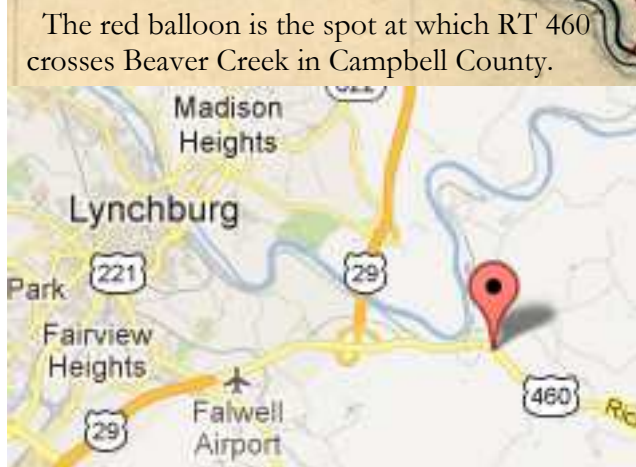 The red balloon is the spot at which RT 460
crosses Beaver Creek in Campbell County.
Madison
Heights
Lynchburg
221
29
Park
Fairview
Heights
460
Falwell
Airport
29